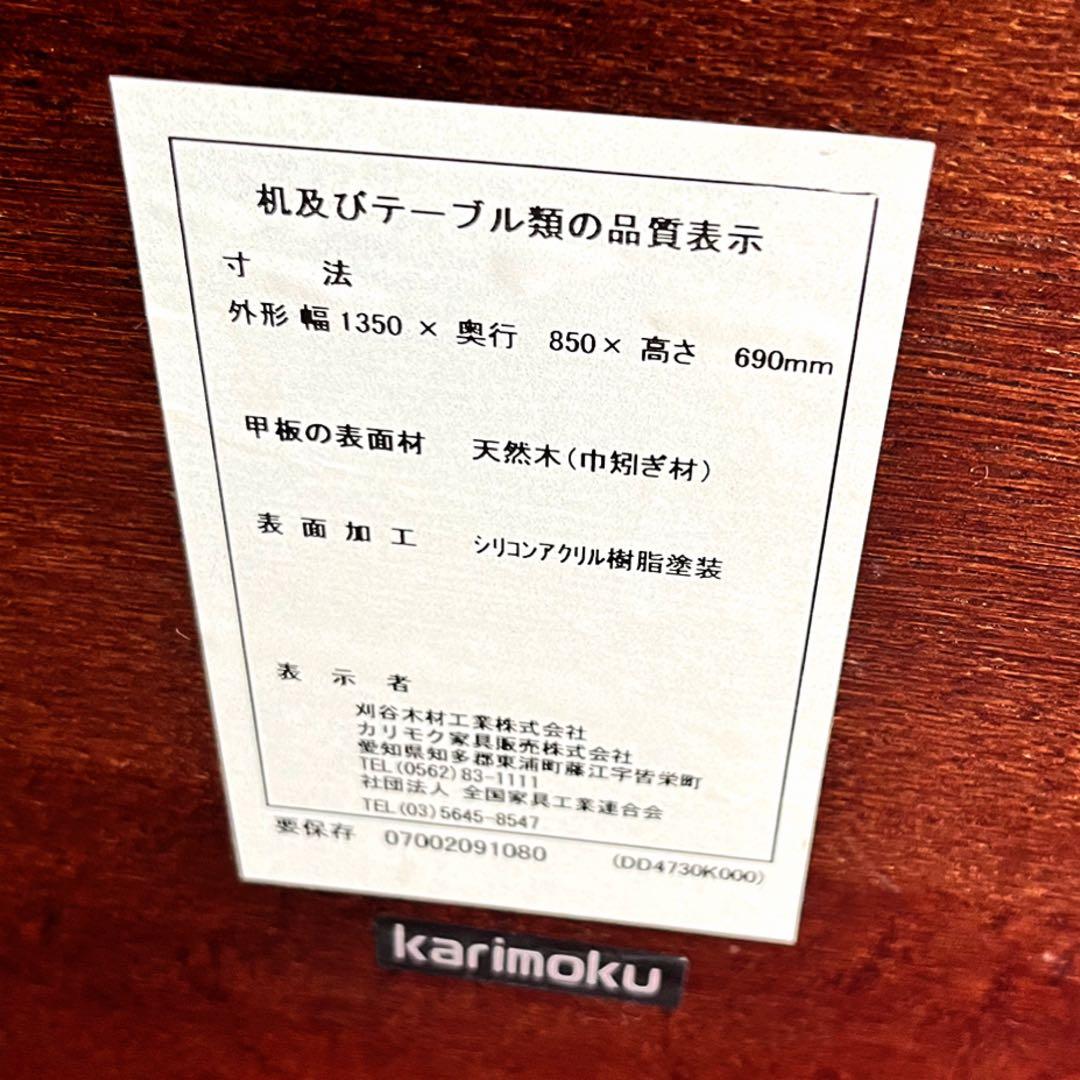 机及びテーブル類の品質表示
寸 法
外形 幅 1350 × 奥行 850 × 高さ 690mm
甲板の表面材 天然木(巾矧ぎ材)
表面加工 シリコンアクリル樹脂塗装
表示者
刈谷木材工業株式会社
カリモク家具販売株式会社
愛知県知多郡東浦町藤江字皆栄町
TEL(0562)83-1111
社団法人 全国家具工業連合会
TEL(03)5645-8547
要保存 07002091080 (DD4730K000)
karimoku